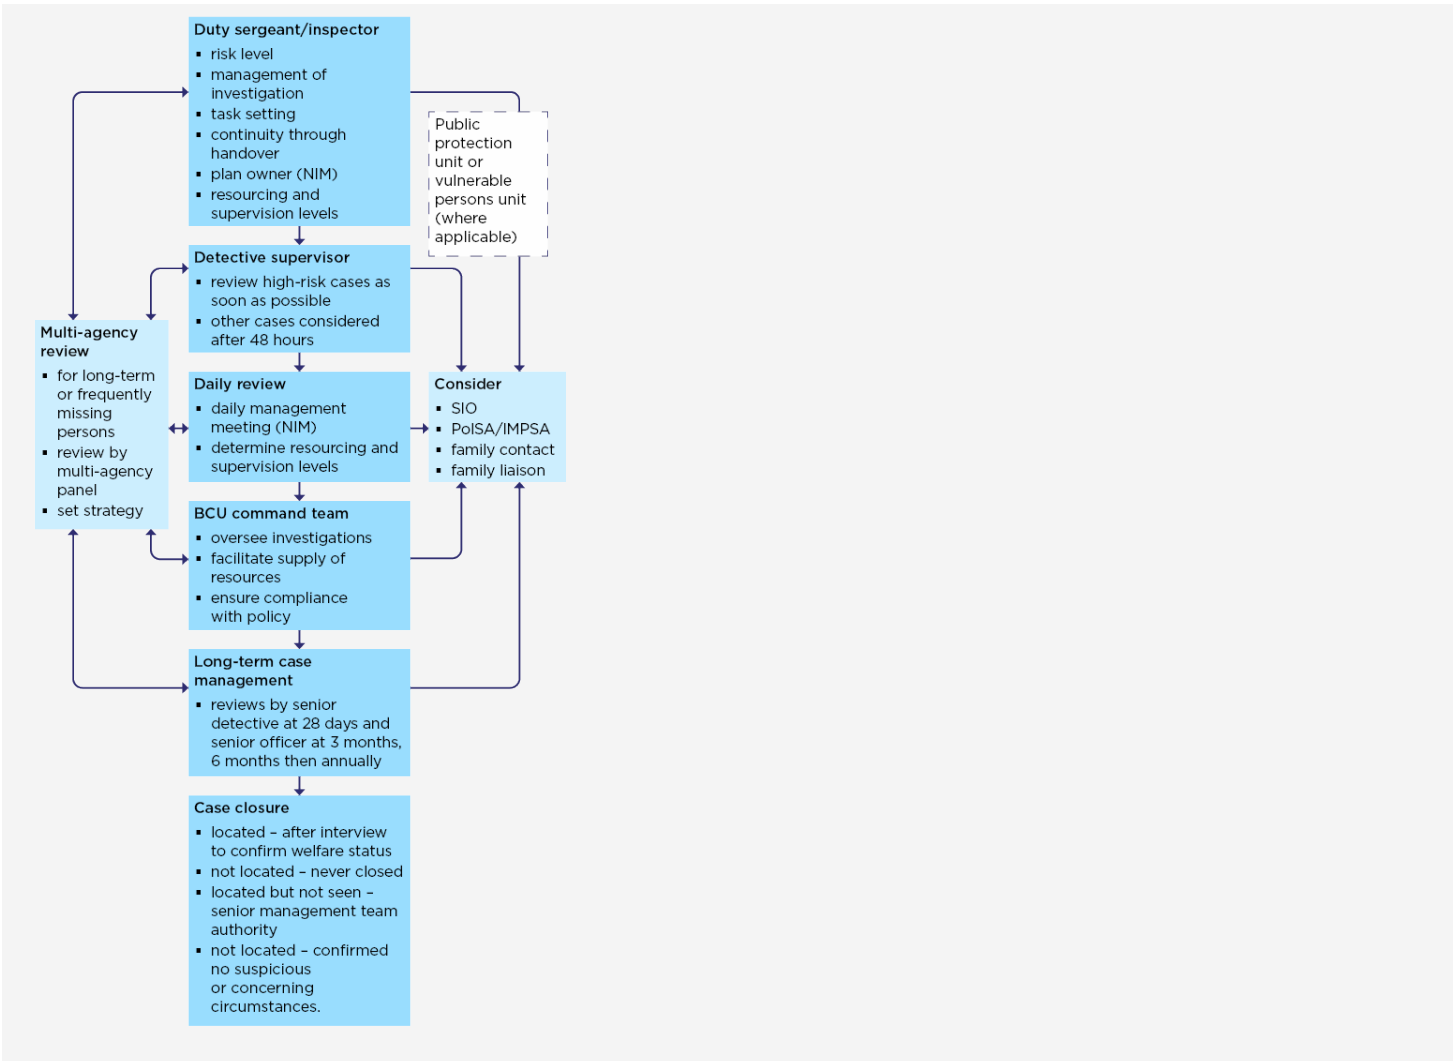 Duty sergeant/inspector
▪ risk level
▪ management of
investigation
▪ task setting
▪ continuity through
handover
▪ plan owner (NIM)
▪ resourcing and
supervision levels
Public
protection
unit or
vulnerable
persons unit
(where
applicable)
Detective supervisor
▪ review high-risk cases as
soon as possible
▪ other cases considered
after 48 hours
Multi-agency
review
▪ for long-term
or frequently
missing
persons
▪ review by
multi-agency
panel
▪ set strategy
Daily review
▪ daily management
meeting (NIM)
▪ determine resourcing and
supervision levels
Consider
▪ SIO
▪ PolSA/IMPSA
▪ family contact
▪ family liaison
BCU command team
▪ oversee investigations
▪ facilitate supply of
resources
▪ ensure compliance
with policy
Long-term case
management
▪ reviews by senior
detective at 28 days and
senior officer at 3 months,
6 months then annually
Case closure
▪ located – after interview
to confirm welfare status
▪ not located – never closed
▪ located but not seen –
senior management team
authority
▪ not located – confirmed
no suspicious
or concerning
circumstances.